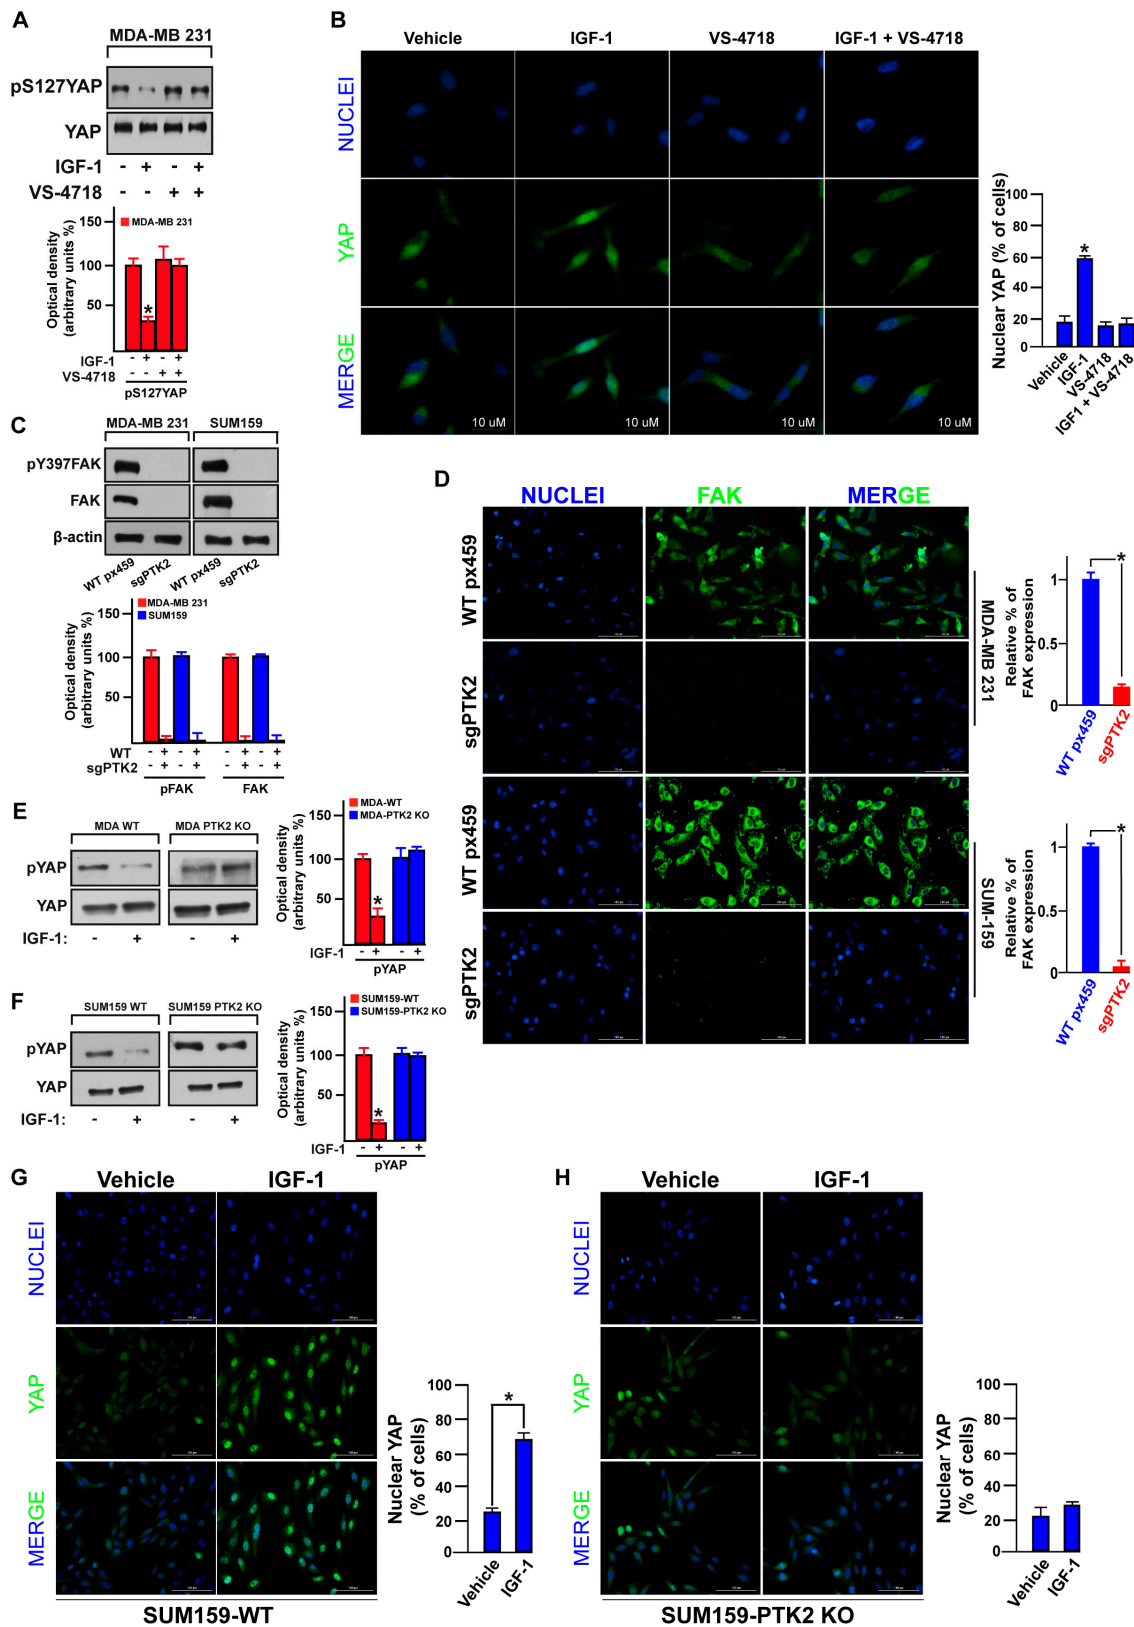 A
MDA-MB 231
pS127YAP
YAP
IGF-1 - + - +
VS-4718 - - + +
Optical density
(arbitrary units %)
150
100
50
MDA-MB 231
*
IGF-1 - + - +
VS-4718 - - + +
pS127YAP
B
Vehicle IGF-1 VS-4718 IGF-1 + VS-4718
NUCLEI
YAP
MERGE
10 uM 10 uM 10 uM 10 uM
Nuclear YAP (% of cells)
100
80
60
40
20
0
*
Vehicle
IGF-1
VS-4718
IGF1 + VS-4718
C
MDA-MB 231 SUM159
pY397FAK
FAK
β-actin
WT px459 sgPTK2 WT px459 sgPTK2
Optical density
(arbitrary units %)
150
100
50
MDA-MB 231
SUM159
WT - + - + - + - +
sgPTK2 - + - + - + - +
pFAK FAK
D
NUCLEI FAK MERGE
WT px459
sgPTK2
WT px459
sgPTK2
MDA-MB 231
SUM-159
Relative % of
FAK expression
1
0.5
0
*
WT px459
sgPTK2
Relative % of
FAK expression
1
0.5
0
*
WT px459
sgPTK2
E
MDA WT MDA PTK2 KO
pYAP
YAP
IGF-1: - + - +
Optical density
(arbitrary units %)
150
100
50
MDA-WT
MDA-PTK2 KO
*
IGF-1 - + - +
pYAP
F
SUM159 WT SUM159 PTK2 KO
pYAP
YAP
IGF-1: - + - +
Optical density
(arbitrary units %)
150
100
50
SUM159-WT
SUM159-PTK2 KO
*
IGF-1 - + - +
pYAP
G
Vehicle IGF-1
NUCLEI
YAP
MERGE
SUM159-WT
Nuclear YAP
(% of cells)
100
80
60
40
20
0
*
Vehicle
IGF-1
H
Vehicle IGF-1
NUCLEI
YAP
MERGE
SUM159-PTK2 KO
Nuclear YAP
(% of cells)
100
80
60
40
20
0
Vehicle
IGF-1